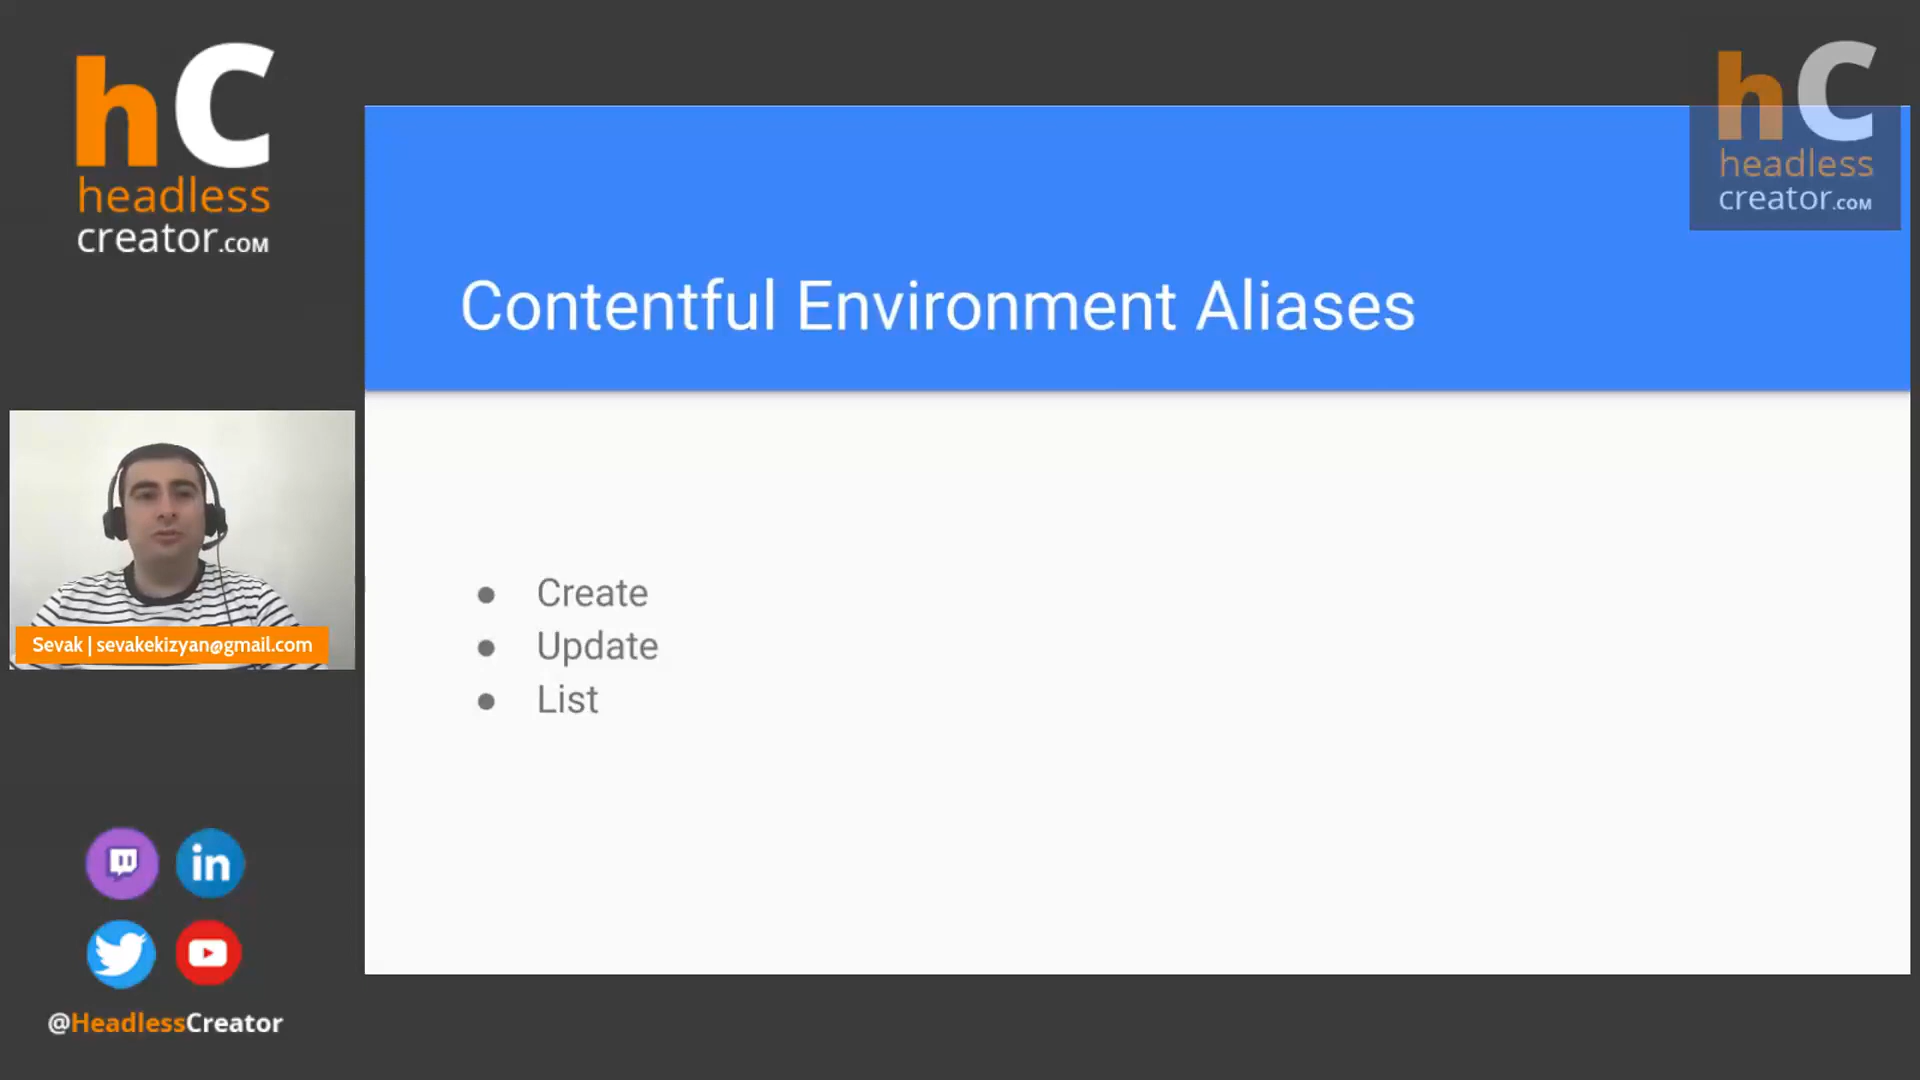 hC
headless
creator.COM
hC
headless
creator.COM
Contentful Environment Aliases
Sevak | sevakekizyan@gmail.com
● Create
● Update
● List
in
@HeadlessCreator